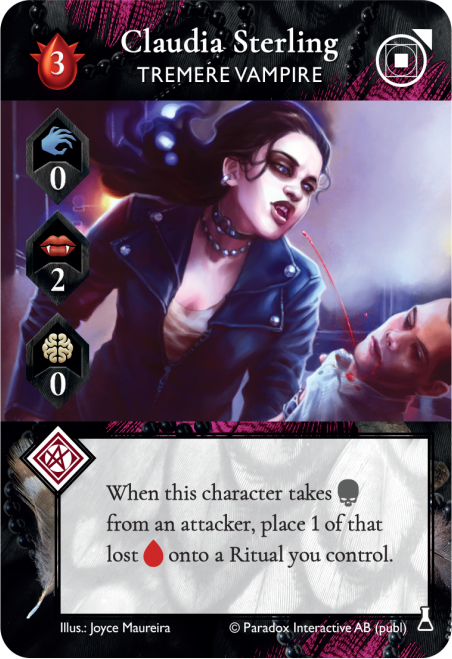 3
Claudia Sterling
TREMERE VAMPIRE
0
2
0
When this character takes
from an attacker, place 1 of that
lost onto a Ritual you control.
Illus.: Joyce Maureira © Paradox Interactive AB (publ)